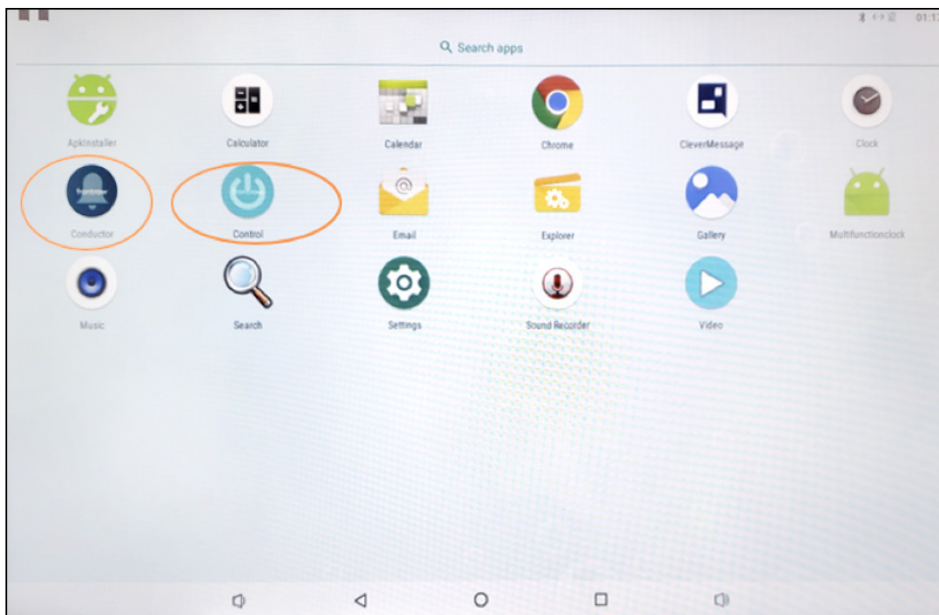 Search apps
ApkInstaller Calculator Calendar Chrome CleverMessage Clock
Conductor Control Email Explorer Gallery Multifunctionclock
Music Search Settings Sound Recorder Video